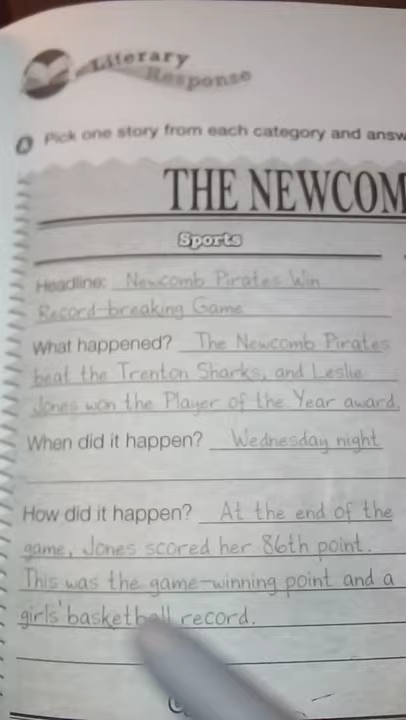 Literary
Response
Pick one story from each category and answ
THE NEWCOM
Sports
Headline: Newcomb Pirates Win
Record-breaking Game
What happened? The Newcomb Pirates
beat the Trenton Sharks, and Leslie
Jones won the Player of the Year award.
When did it happen? Wednesday night
How did it happen? At the end of the
game, Jones scored her 86th point.
This was the game-winning point and a
girls' basketball record.